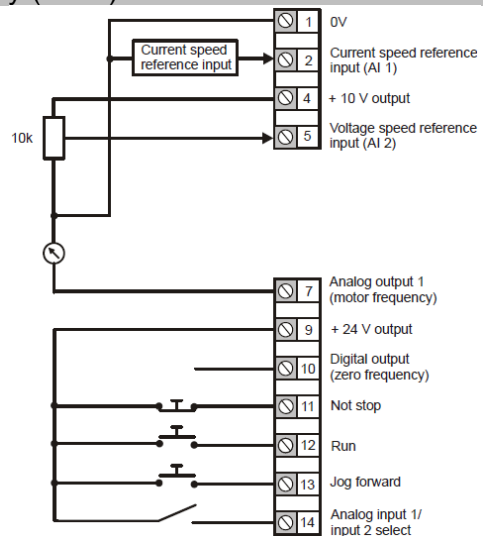 1 0V
Current speed
reference input
2 Current speed reference
input (AI 1)
4 + 10 V output
10k
5 Voltage speed reference
input (AI 2)
7 Analog output 1
(motor frequency)
9 + 24 V output
10 Digital output
(zero frequency)
11 Not stop
12 Run
13 Jog forward
14 Analog input 1/
input 2 select